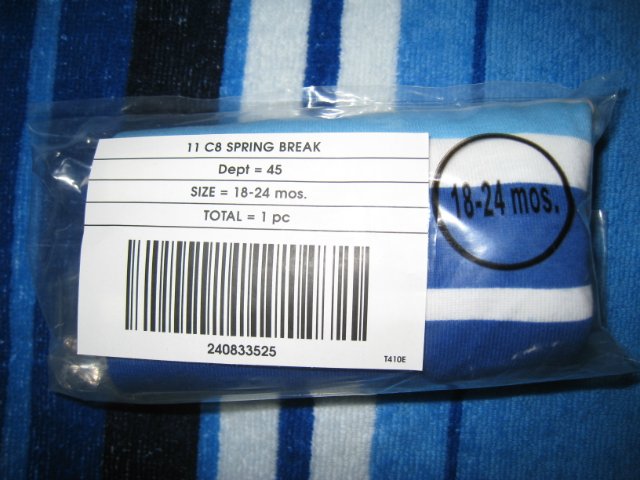 11 C8 SPRING BREAK
Dept = 45
SIZE = 18-24 mos.
TOTAL = 1 pc
240833525
T410E
18-24 mos.